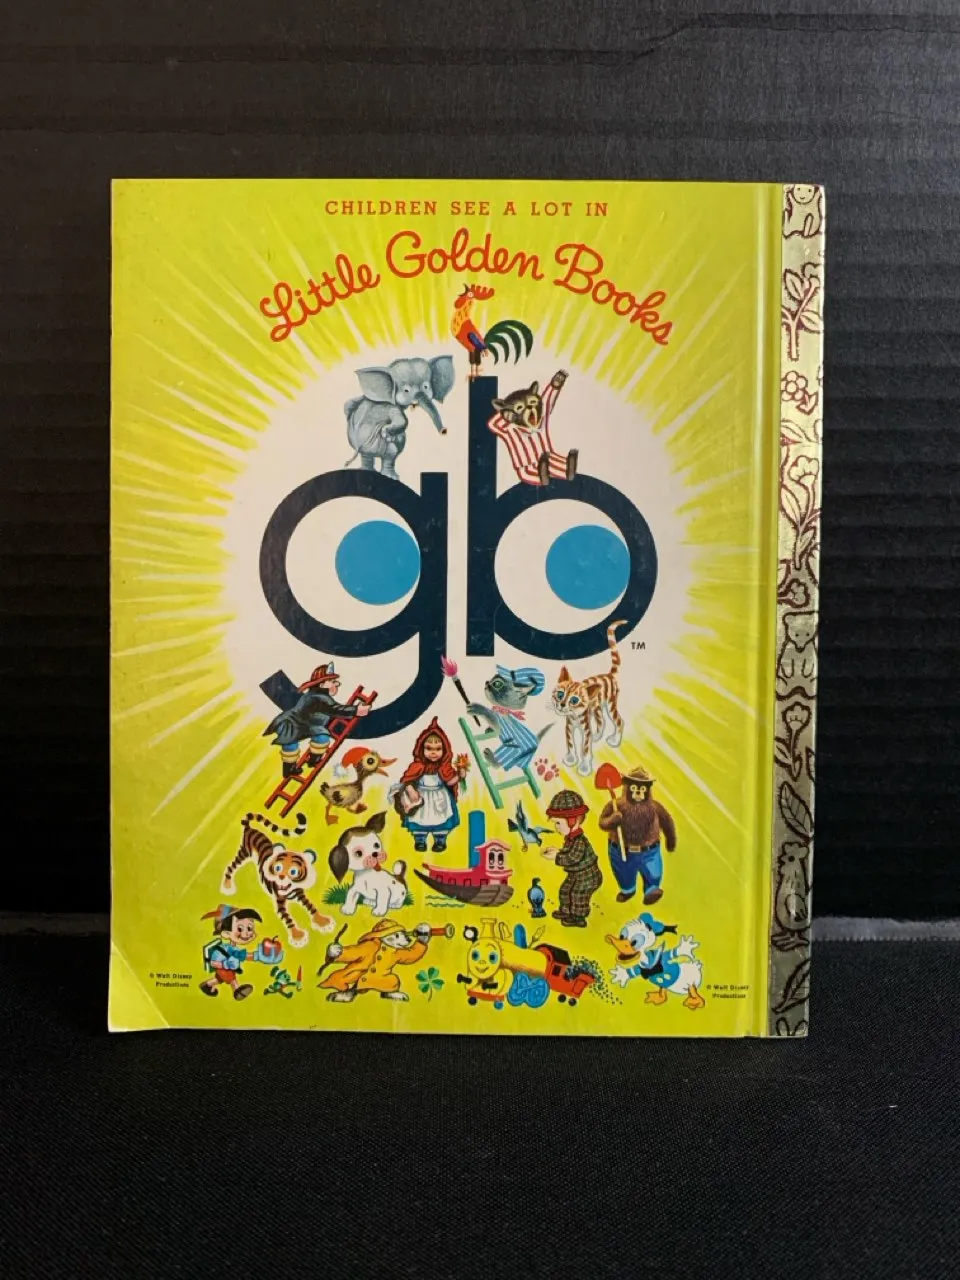 CHILDREN SEE A LOT IN
Little Golden Books
gb
TM
© Walt Disney
Productions
© Walt Disney
Productions